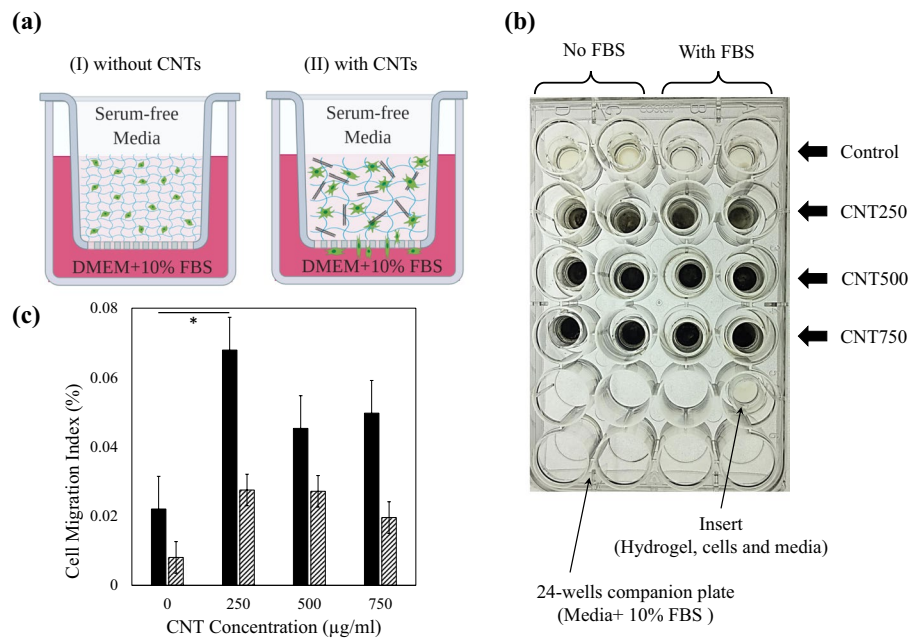 (a)
(I) without CNTs
(II) with CNTs
Serum-free
Media
DMEM+10% FBS
Serum-free
Media
DMEM+10% FBS
(b)
No FBS
With FBS
D
C
B
A
Control
CNT250
CNT500
CNT750
Insert
(Hydrogel, cells and media)
24-wells companion plate
(Media+ 10% FBS )
(c)
Cell Migration Index (%)
0.08
0.06
0.04
0.02
0
*
0
250
500
750
CNT Concentration (µg/ml)